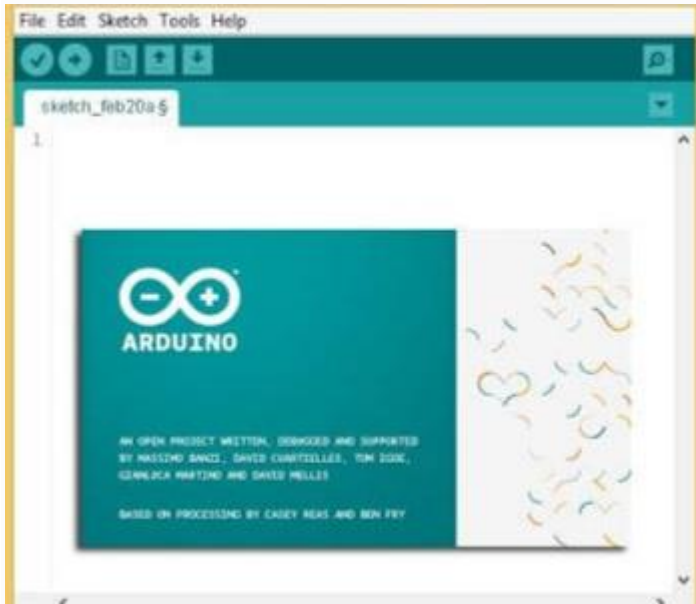 File Edit Sketch Tools Help
sketch_feb20a §
1
ARDUINO
AN OPEN PROJECT WRITTEN, DEBUGGED AND SUPPORTED
BY MASSIMO BANZI, DAVID CUARTIELLES, TOM IGOE,
GIANLUCA MARTINO AND DAVID MELLIS
BASED ON PROCESSING BY CASEY REAS AND BEN FRY